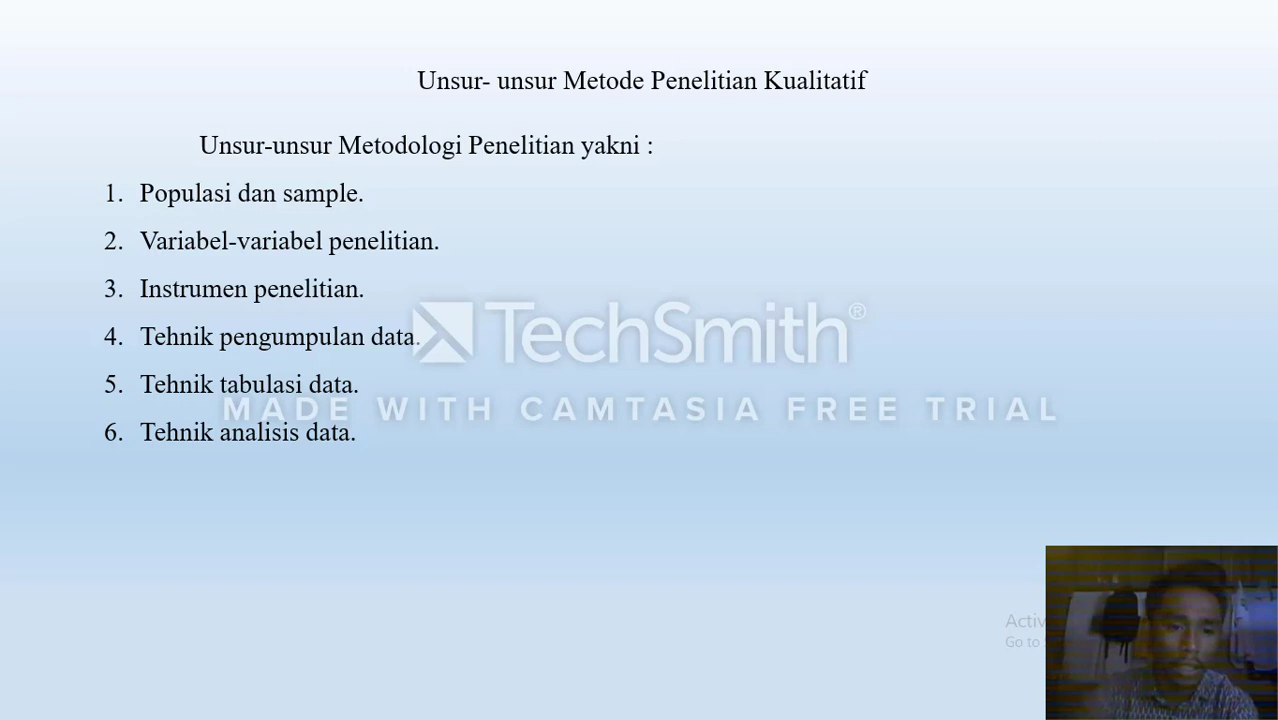 Unsur- unsur Metode Penelitian Kualitatif
Unsur-unsur Metodologi Penelitian yakni :
1. Populasi dan sample.
2. Variabel-variabel penelitian.
3. Instrumen penelitian.
4. Tehnik pengumpulan data.
5. Tehnik tabulasi data.
6. Tehnik analisis data.
TechSmith®
MADE WITH CAMTASIA FREE TRIAL
Go to